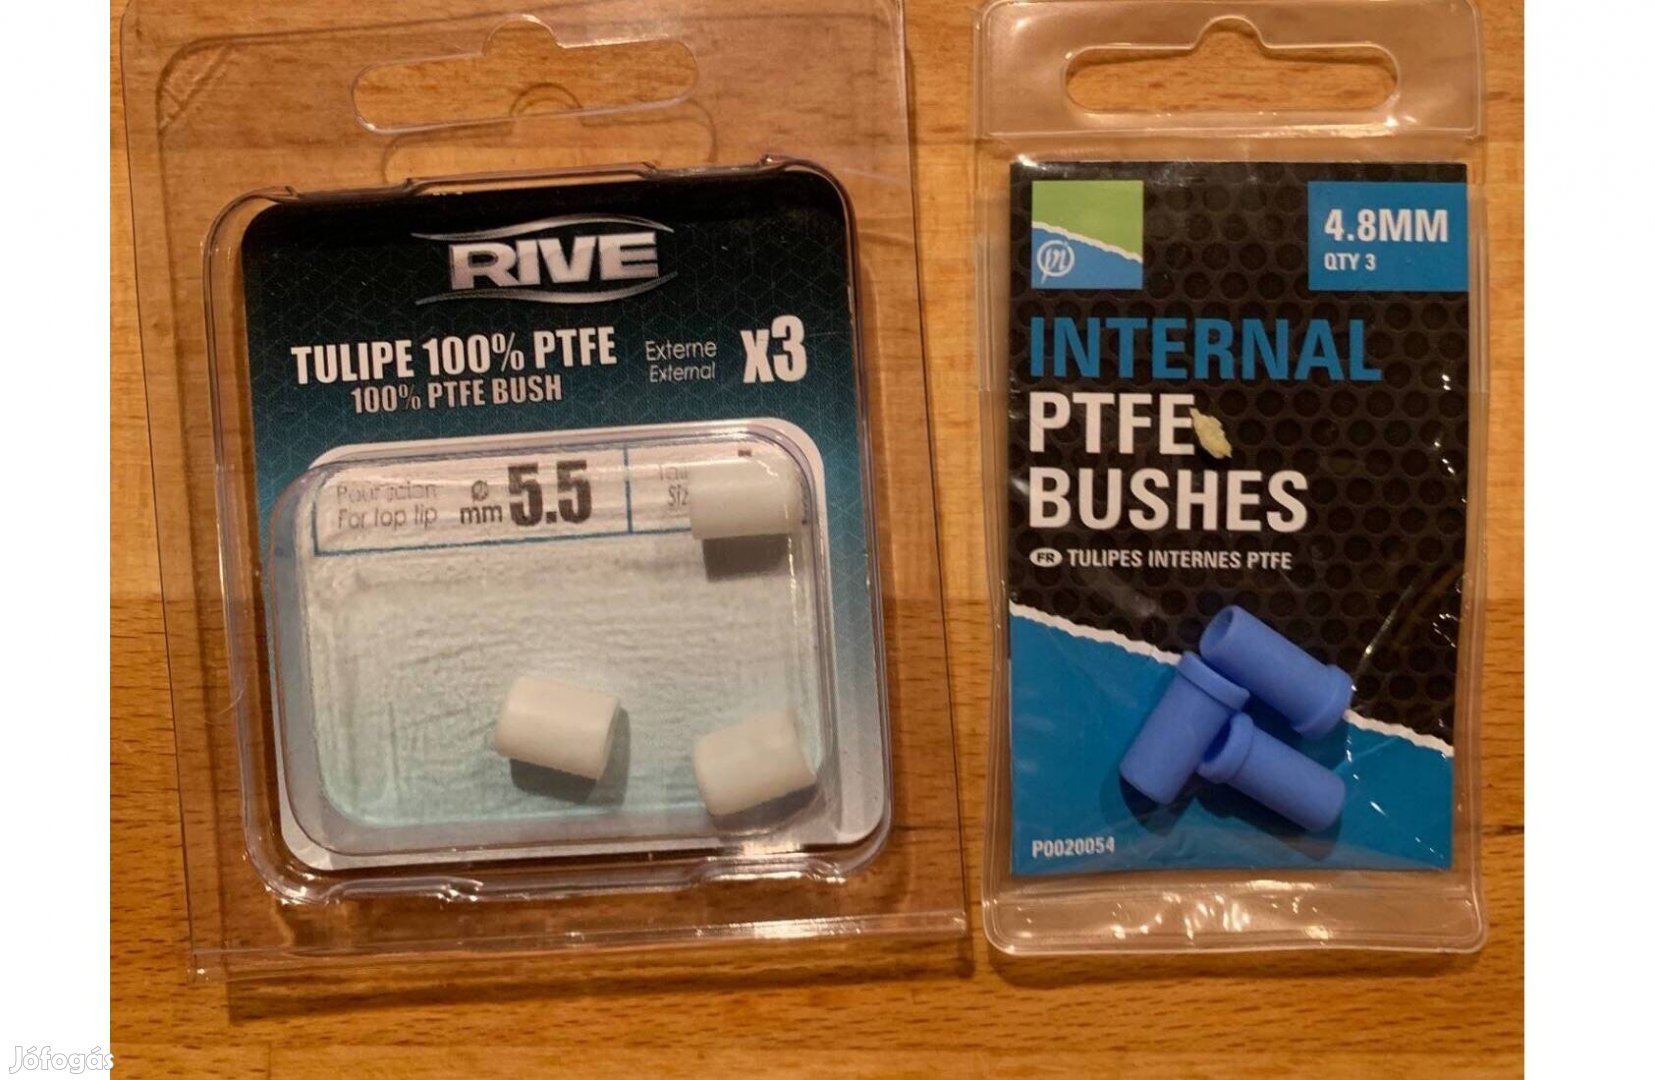 RIVE
TULIPE 100% PTFE
100% PTFE BUSH
Externe
External
X3
Pour scion
For top tip
Ø
mm
5.5
4.8MM
QTY 3
INTERNAL
PTFE
BUSHES
FR TULIPES INTERNES PTFE
P0020054
Jófogás